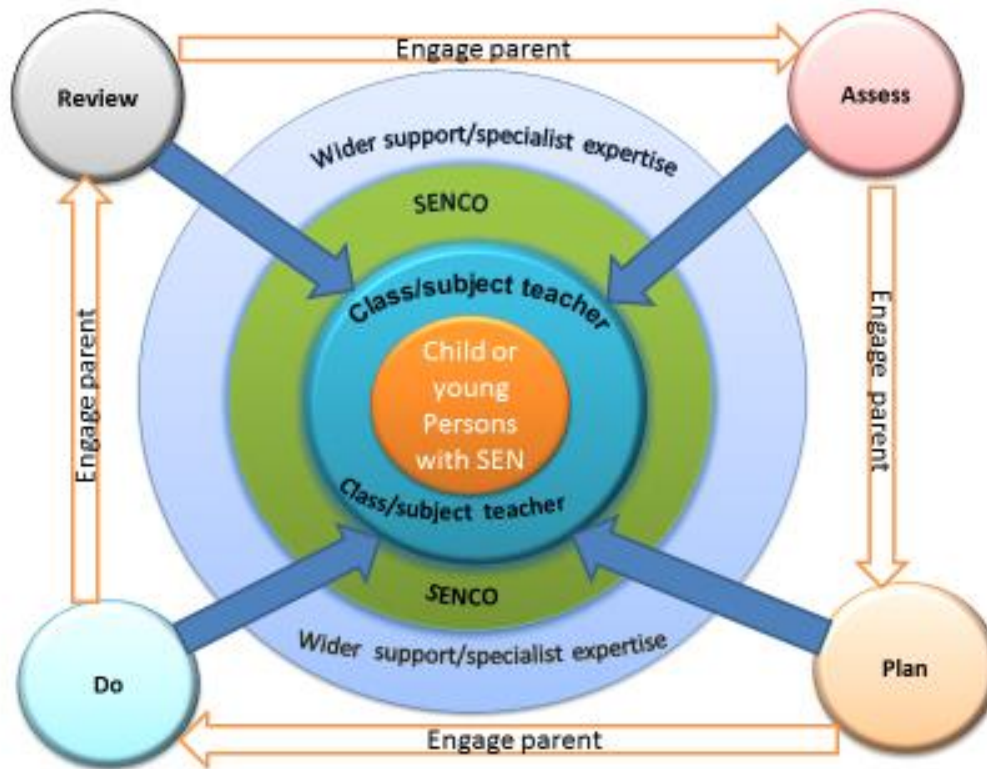 Engage parent
Review
Assess
Wider support/specialist expertise
SENCO
Class/subject teacher
Child or
young
Persons
with SEN
Engage parent
Engage parent
Class/subject teacher
SENCO
Wider support/specialist expertise
Do
Plan
Engage parent